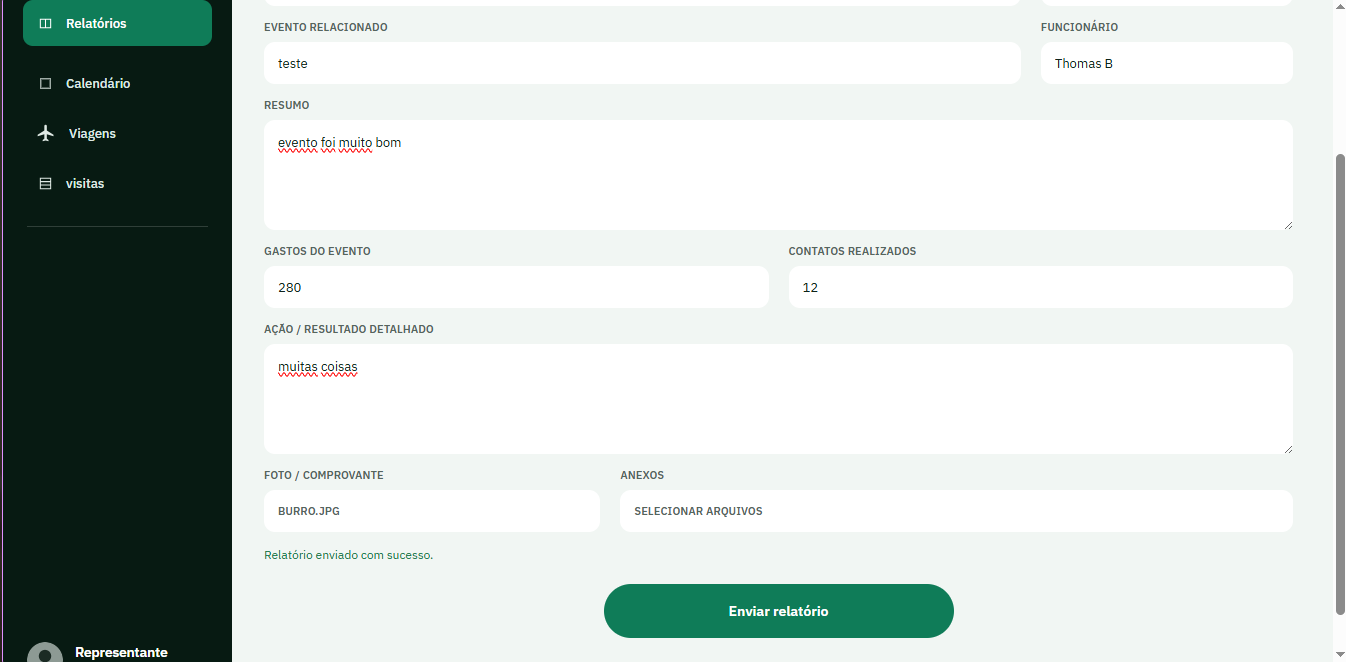 Relatórios
Calendário
Viagens
visitas
Representante
EVENTO RELACIONADO
FUNCIONÁRIO
teste
Thomas B
RESUMO
evento foi muito bom
GASTOS DO EVENTO
CONTATOS REALIZADOS
280
12
AÇÃO / RESULTADO DETALHADO
muitas coisas
FOTO / COMPROVANTE
ANEXOS
BURRO.JPG
SELECIONAR ARQUIVOS
Relatório enviado com sucesso.
Enviar relatório